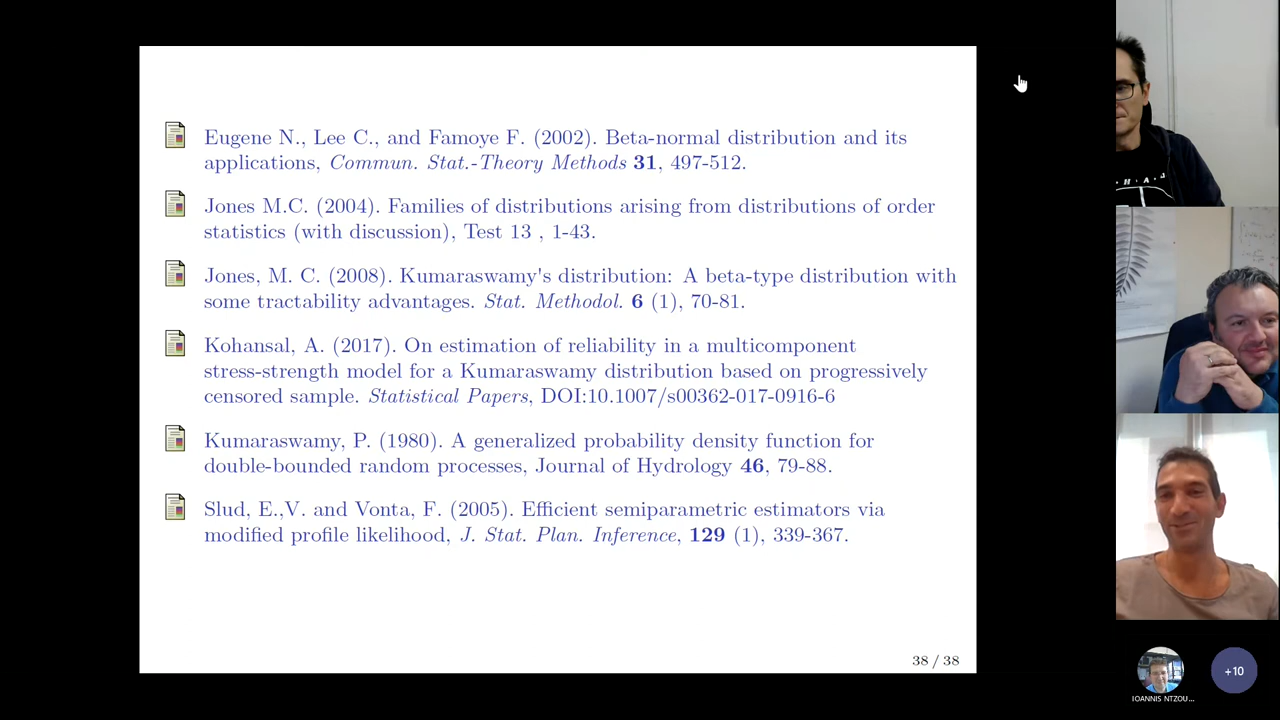 Eugene N., Lee C., and Famoye F. (2002). Beta-normal distribution and its
applications, Commun. Stat.-Theory Methods 31, 497-512.
Jones M.C. (2004). Families of distributions arising from distributions of order
statistics (with discussion), Test 13 , 1-43.
Jones, M. C. (2008). Kumaraswamy's distribution: A beta-type distribution with
some tractability advantages. Stat. Methodol. 6 (1), 70-81.
Kohansal, A. (2017). On estimation of reliability in a multicomponent
stress-strength model for a Kumaraswamy distribution based on progressively
censored sample. Statistical Papers, DOI:10.1007/s00362-017-0916-6
Kumaraswamy, P. (1980). A generalized probability density function for
double-bounded random processes, Journal of Hydrology 46, 79-88.
Slud, E.,V. and Vonta, F. (2005). Efficient semiparametric estimators via
modified profile likelihood, J. Stat. Plan. Inference, 129 (1), 339-367.
38 / 38
+10
IOANNIS NTZOU...